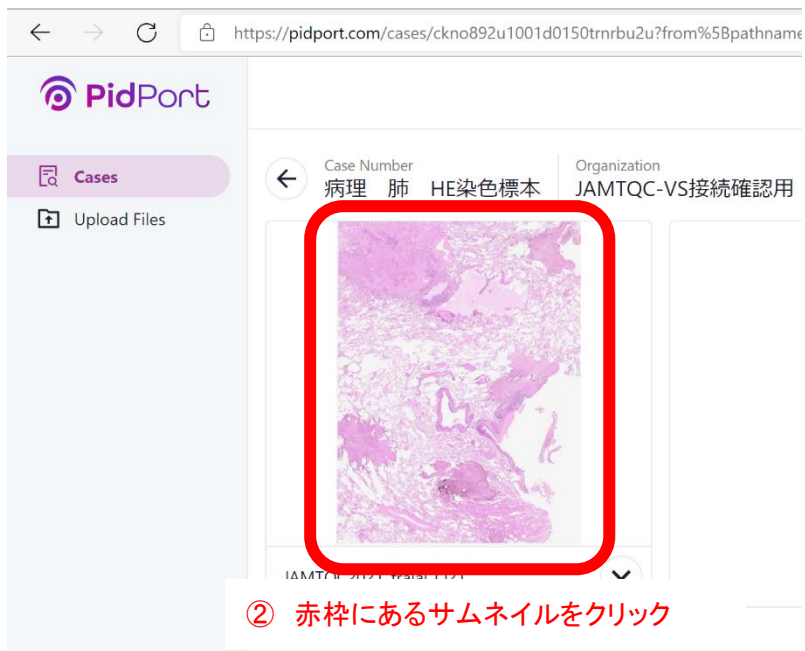 https://pidport.com/cases/ckno892u1001d0150trnrbu2u?from%5Bpathname
PidPort
Cases
Upload Files
Case Number
病理　肺　HE染色標本
Organization
JAMTQC-VS接続確認用
② 赤枠にあるサムネイルをクリック